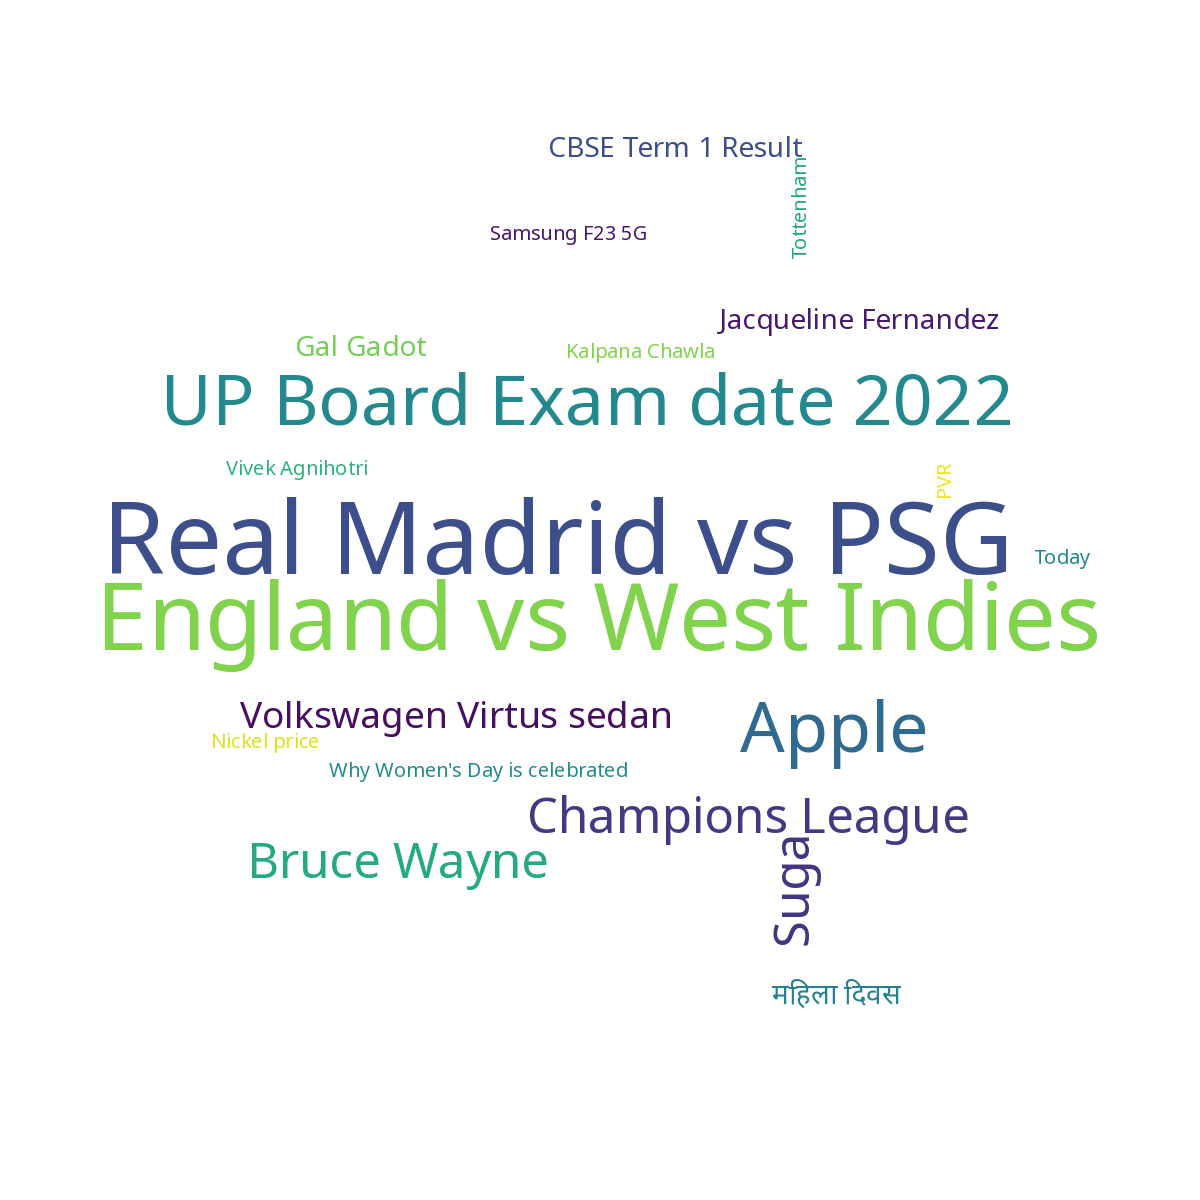 CBSE Term 1 Result
Tottenham
Samsung F23 5G
Jacqueline Fernandez
Gal Gadot
Kalpana Chawla
UP Board Exam date 2022
Vivek Agnihotri
PVR
Real Madrid vs PSG
Today
England vs West Indies
Volkswagen Virtus sedan
Apple
Nickel price
Why Women's Day is celebrated
Champions League
Bruce Wayne
Suga
महिला दिवस